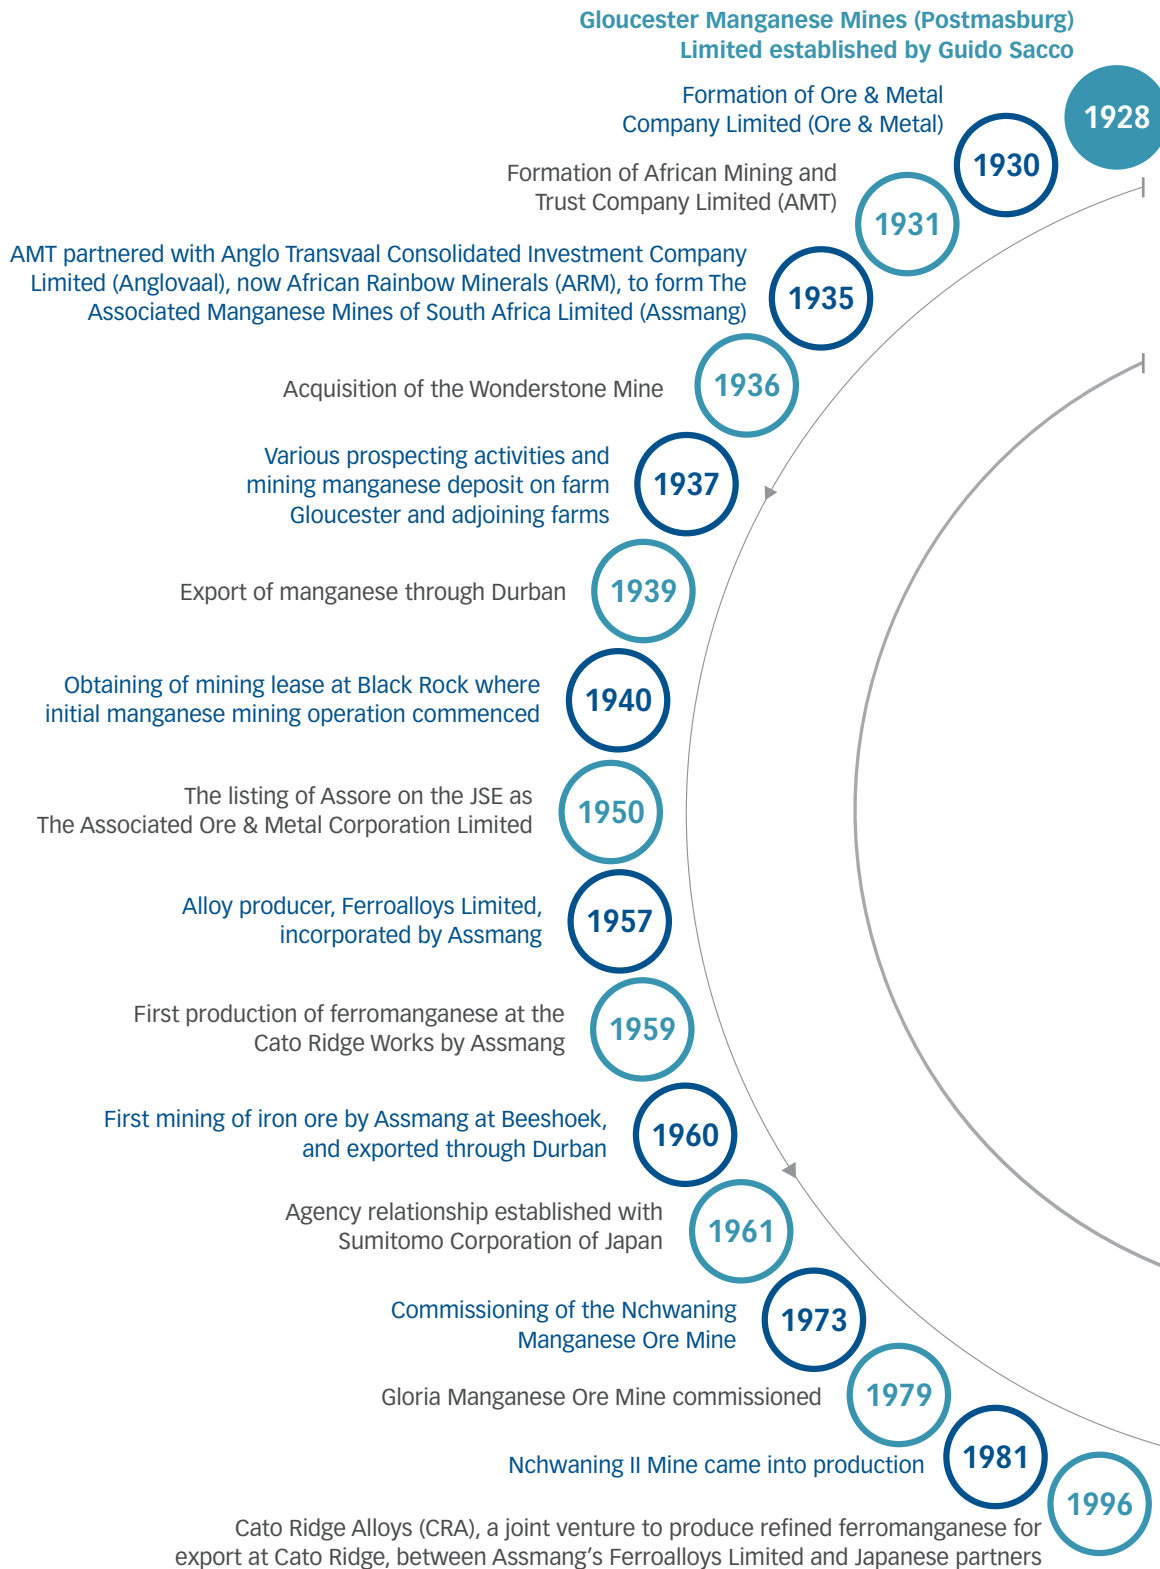 Gloucester Manganese Mines (Postmasburg)
Limited established by Guido Sacco
1928
Formation of Ore & Metal
Company Limited (Ore & Metal)
1930
Formation of African Mining and
Trust Company Limited (AMT)
1931
AMT partnered with Anglo Transvaal Consolidated Investment Company
Limited (Anglovaal), now African Rainbow Minerals (ARM), to form The
Associated Manganese Mines of South Africa Limited (Assmang)
1935
Acquisition of the Wonderstone Mine
1936
Various prospecting activities and
mining manganese deposit on farm
Gloucester and adjoining farms
1937
Export of manganese through Durban
1939
Obtaining of mining lease at Black Rock where
initial manganese mining operation commenced
1940
The listing of Assore on the JSE as
The Associated Ore & Metal Corporation Limited
1950
Alloy producer, Ferroalloys Limited,
incorporated by Assmang
1957
First production of ferromanganese at the
Cato Ridge Works by Assmang
1959
First mining of iron ore by Assmang at Beeshoek,
and exported through Durban
1960
Agency relationship established with
Sumitomo Corporation of Japan
1961
Commissioning of the Nchwaning
Manganese Ore Mine
1973
Gloria Manganese Ore Mine commissioned
1979
Nchwaning II Mine came into production
1981
1996
Cato Ridge Alloys (CRA), a joint venture to produce refined ferromanganese for
export at Cato Ridge, between Assmang's Ferroalloys Limited and Japanese partners